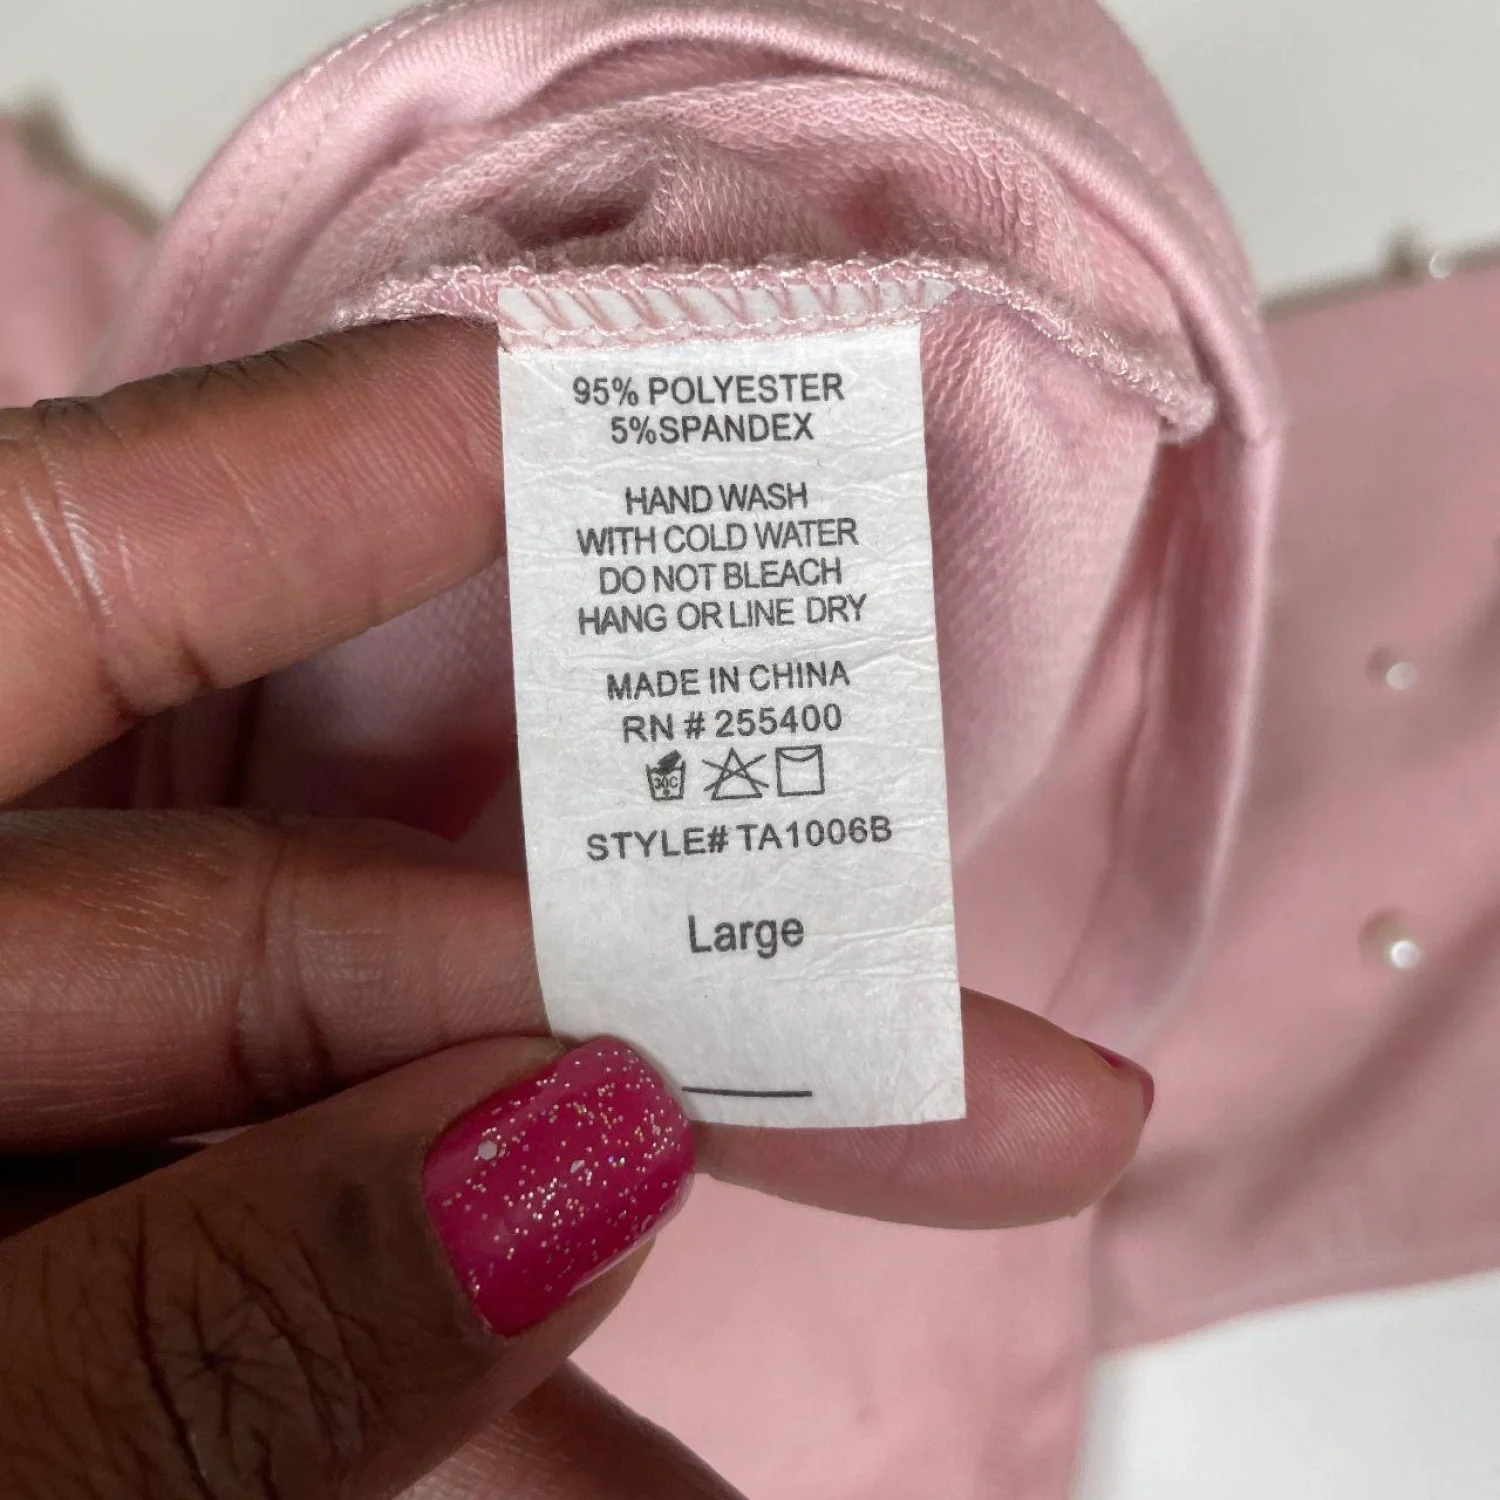 95% POLYESTER
5%SPANDEX
HAND WASH
WITH COLD WATER
DO NOT BLEACH
HANG OR LINE DRY
MADE IN CHINA
RN # 255400
30C
STYLE# TA1006B
Large